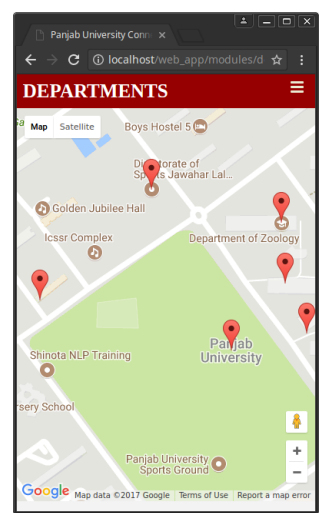 Panjab University Conn
localhost/web_app/modules/d
DEPARTMENTS
Map Satellite
Boys Hostel 5
Directorate of
Sports Jawahar Lal...
Golden Jubilee Hall
Icssr Complex
Department of Zoology
Panjab
University
Shinota NLP Training
rsery School
Panjab University
Sports Ground
Google Map data ©2017 Google Terms of Use Report a map error